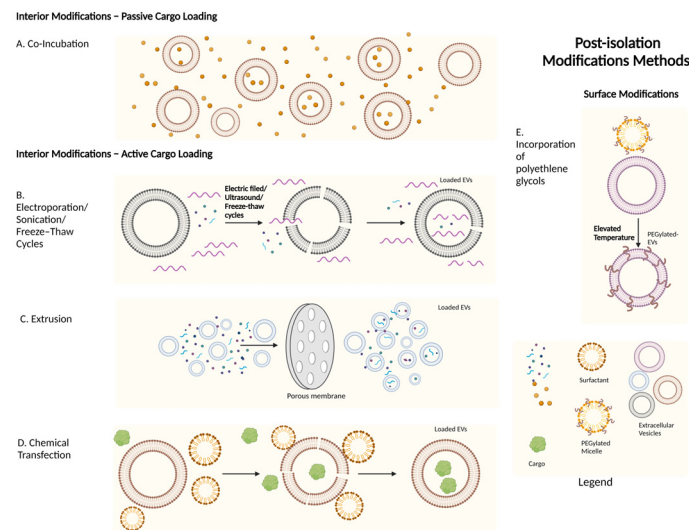 Interior Modifications – Passive Cargo Loading
A. Co-Incubation
Interior Modifications – Active Cargo Loading
B.
Electroporation/
Sonication/
Freeze–Thaw
Cycles
Electric filed/
Ultrasound/
Freeze-thaw
cycles
Loaded EVs
C. Extrusion
Loaded EVs
Porous membrane
D. Chemical
Transfection
Loaded EVs
Post-isolation
Modifications Methods
Surface Modifications
E.
Incorporation
of
polyethlene
glycols
Elevated
Temperature
PEGylated-
EVs
Surfactant
Cargo
PEGylated
Micelle
Extracellular
Vesicles
Legend